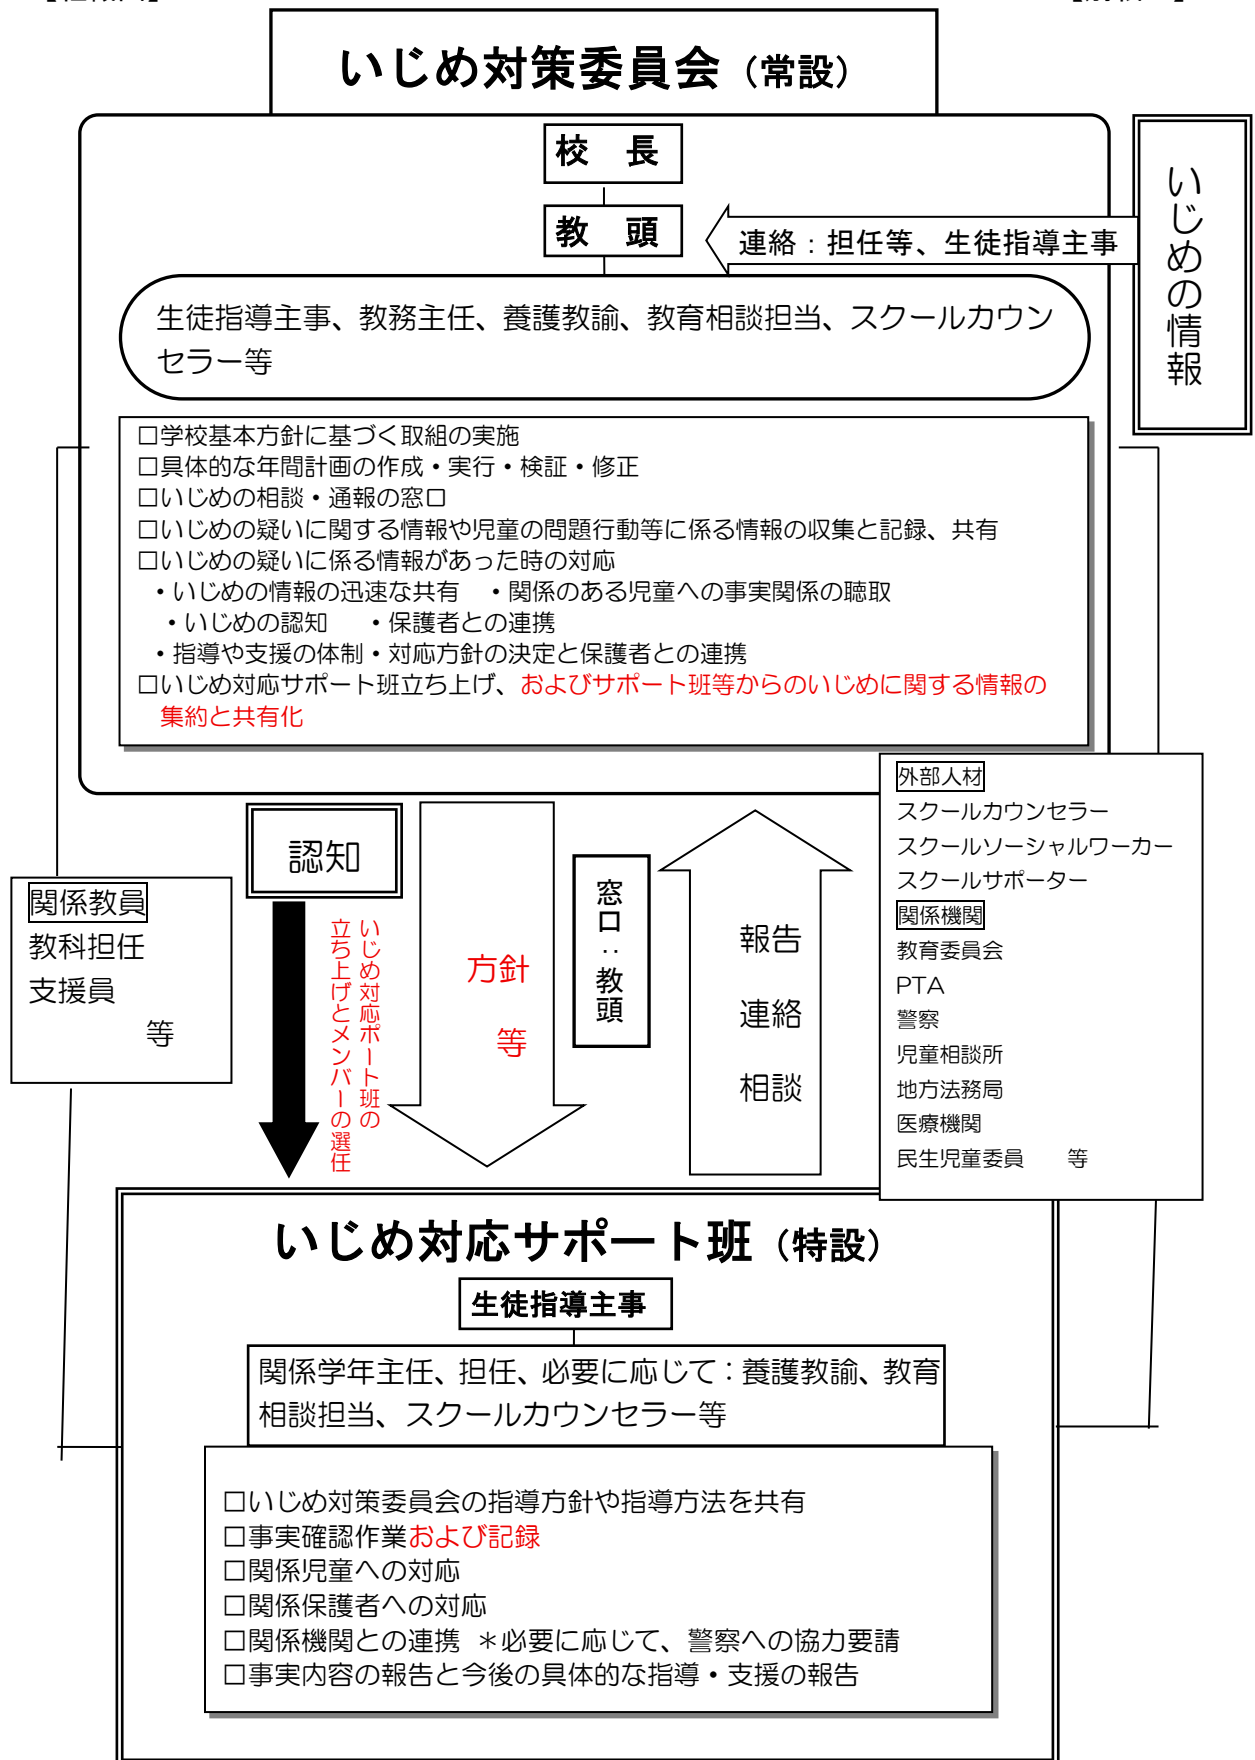 いじめ対策委員会（常設）
校　長
教　頭
連絡：担任等、生徒指導主事
いじめの情報
生徒指導主事、教務主任、養護教諭、教育相談担当、スクールカウン
セラー等
□学校基本方針に基づく取組の実施
□具体的な年間計画の作成・実行・検証・修正
□いじめの相談・通報の窓口
□いじめの疑いに関する情報や児童の問題行動等に係る情報の収集と記録、共有
□いじめの疑いに係る情報があった時の対応
・いじめの情報の迅速な共有　・関係のある児童への事実関係の聴取
・いじめの認知　・保護者との連携
・指導や支援の体制・対応方針の決定と保護者との連携
□いじめ対応サポート班立ち上げ、およびサポート班等からのいじめに関する情報の
集約と共有化
関係教員
教科担任
支援員
等
認知
いじめ対応ポート班の
立ち上げとメンバーの選任
方針
等
窓口：教頭
報告
連絡
相談
外部人材
スクールカウンセラー
スクールソーシャルワーカー
スクールサポーター
関係機関
教育委員会
PTA
警察
児童相談所
地方法務局
医療機関
民生児童委員　等
いじめ対応サポート班（特設）
生徒指導主事
関係学年主任、担任、必要に応じて：養護教諭、教育
相談担当、スクールカウンセラー等
□いじめ対策委員会の指導方針や指導方法を共有
□事実確認作業および記録
□関係児童への対応
□関係保護者への対応
□関係機関との連携　＊必要に応じて、警察への協力要請
□事実内容の報告と今後の具体的な指導・支援の報告